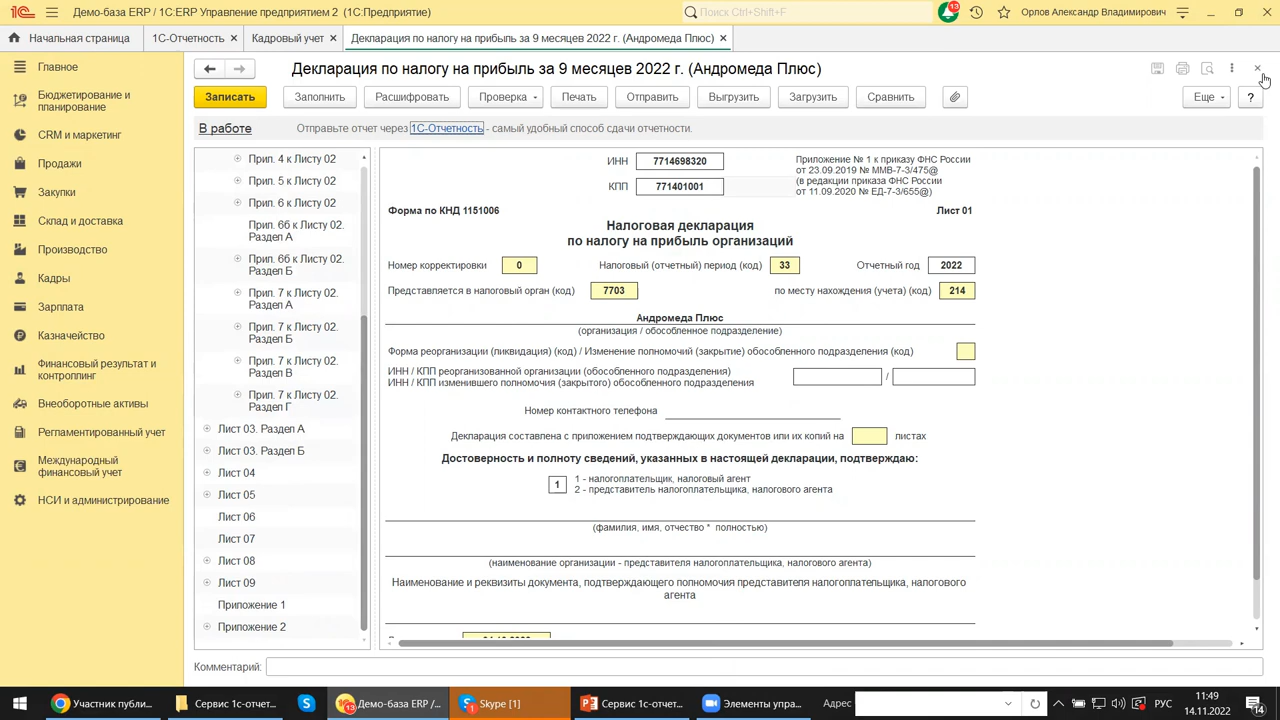 Демо-база ERP / 1С:ERP Управление предприятием 2 (1С:Предприятие)
Поиск Ctrl+Shift+F
13
Орлов Александр Владимирович
Начальная страница
1С-Отчетность
Кадровый учет
Декларация по налогу на прибыль за 9 месяцев 2022 г. (Андромеда Плюс)
Главное
Бюджетирование и планирование
CRM и маркетинг
Продажи
Закупки
Склад и доставка
Производство
Кадры
Зарплата
Казначейство
Финансовый результат и контроллинг
Внеоборотные активы
Регламентированный учет
Международный финансовый учет
НСИ и администрирование
Декларация по налогу на прибыль за 9 месяцев 2022 г. (Андромеда Плюс)
Записать
Заполнить
Расшифровать
Проверка
Печать
Отправить
Выгрузить
Загрузить
Сравнить
Еще
?
В работе
Отправьте отчет через 1С-Отчетность - самый удобный способ сдачи отчетности.
Прил. 4 к Листу 02
Прил. 5 к Листу 02
Прил. 6 к Листу 02
Прил. 6б к Листу 02.
Раздел А
Прил. 6б к Листу 02.
Раздел Б
Прил. 7 к Листу 02.
Раздел А
Прил. 7 к Листу 02.
Раздел Б
Прил. 7 к Листу 02.
Раздел В
Прил. 7 к Листу 02.
Раздел Г
Лист 03. Раздел А
Лист 03. Раздел Б
Лист 04
Лист 05
Лист 06
Лист 07
Лист 08
Лист 09
Приложение 1
Приложение 2
ИНН 7714698320
КПП 771401001
Приложение № 1 к приказу ФНС России
от 23.09.2019 № ММВ-7-3/475@
(в редакции приказа ФНС России
от 11.09.2020 № ЕД-7-3/655@)
Форма по КНД 1151006
Лист 01
Налоговая декларация
по налогу на прибыль организаций
Номер корректировки 0 Налоговый (отчетный) период (код) 33 Отчетный год 2022
Представляется в налоговый орган (код) 7703 по месту нахождения (учета) (код) 214
Андромеда Плюс
(организация / обособленное подразделение)
Форма реорганизации (ликвидация) (код) / Изменение полномочий (закрытие) обособленного подразделения (код)
ИНН / КПП реорганизованной организации (обособленного подразделения)
ИНН / КПП изменившего полномочия (закрытого) обособленного подразделения
/
Номер контактного телефона
Декларация составлена с приложением подтверждающих документов или их копий на листах
Достоверность и полноту сведений, указанных в настоящей декларации, подтверждаю:
1
1 - налогоплательщик, налоговый агент
2 - представитель налогоплательщика, налогового агента
(фамилия, имя, отчество * полностью)
(наименование организации - представителя налогоплательщика, налогового агента)
Наименование и реквизиты документа, подтверждающего полномочия представителя налогоплательщика, налогового
агента
Комментарий:
Участник публи...
Сервис 1с-отчет...
Демо-база ERP /...
13
Skype [1]
Сервис 1с-отчет...
Элементы упра...
Адрес
РУС
11:49
14.11.2022
14